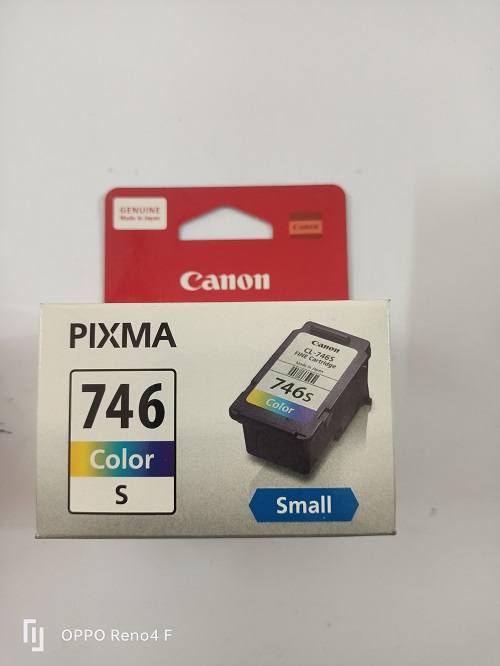 GENUINE
Made in Japan
Canon
Canon
PIXMA
746
Color
S
Canon
CL-746S
FINE Cartridge
Made in Japan
746s
Color
Small
OPPO Reno4 F